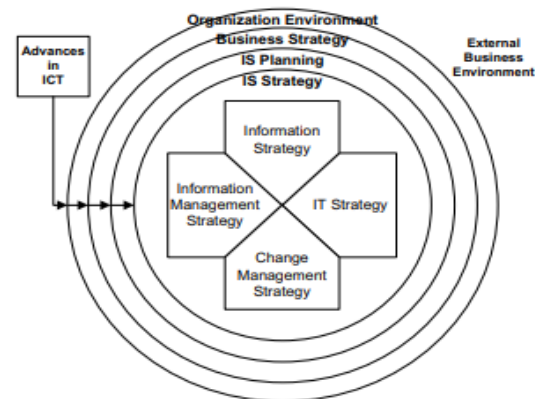 Organization Environment
Business Strategy
IS Planning
IS Strategy
Advances
in
ICT
External
Business
Environment
Information
Strategy
Information
Management
Strategy
IT Strategy
Change
Management
Strategy